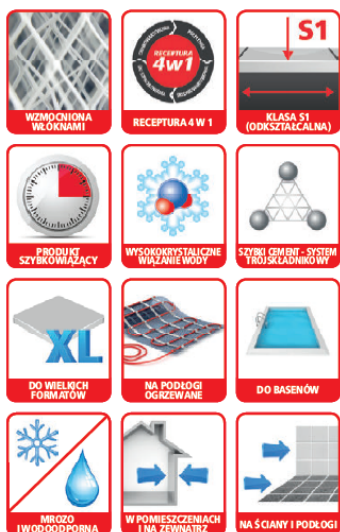 WZMOCNIONA
WŁÓKNAMI
RECEPTURA
4w1
RECEPTURA 4 W 1
S1
KLASA S1
(ODKSZTAŁCALNA)
PRODUKT
SZYBKOWIĄŻĄCY
WYSOKOKRYSTALICZNE
WIĄZANIE WODY
SZYBKI CEMENT - SYSTEM
TRÓJSKŁADNIKOWY
XL
DO WIELKICH
FORMATÓW
NA PODŁOGI
OGRZEWANE
DO BASENÓW
MROZO
I WODOODPORNA
W POMIESZCZENIACH
I NA ZEWNĄTRZ
NA ŚCIANY I PODŁOGI